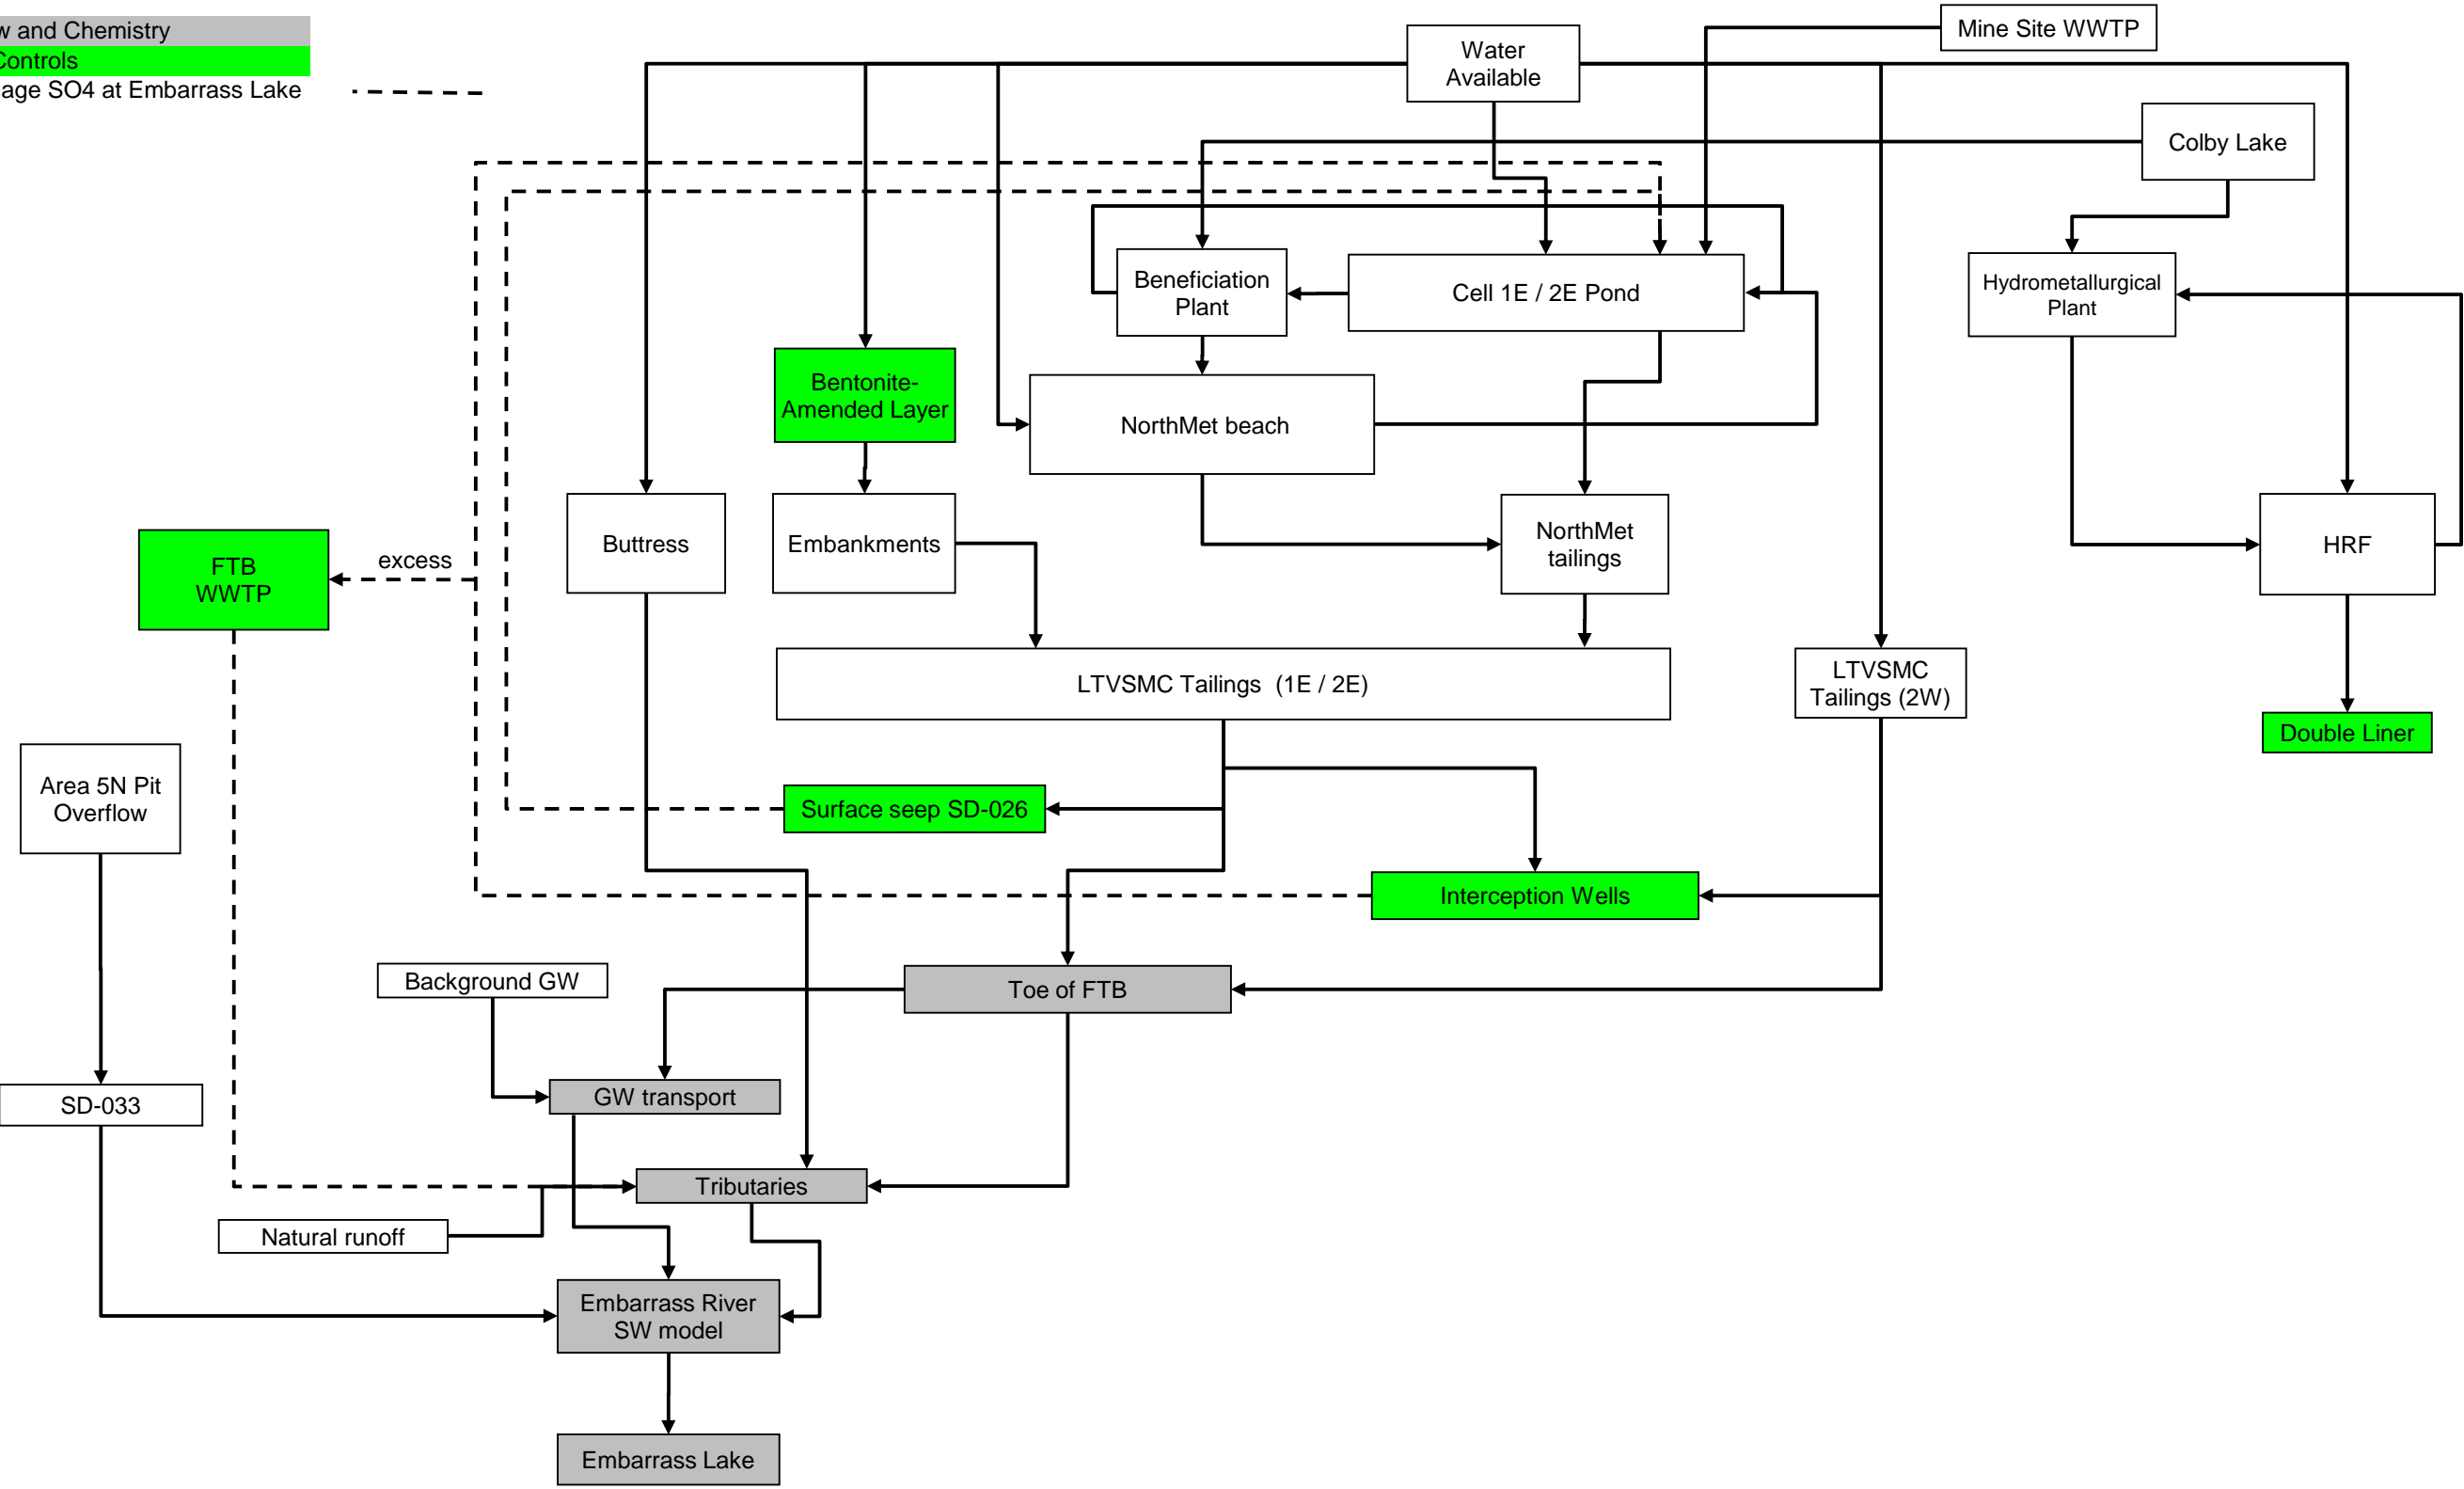 and Chemistry
Controls
SO4 at Embarrass Lake
Mine Site WWTP
Water
Available
Colby Lake
Beneficiation
Plant
Cell 1E / 2E Pond
Hydrometallurgical
Plant
Bentonite-
Amended Layer
NorthMet beach
Buttress
Embankments
NorthMet
tailings
HRF
FTB
WWTP
excess
LTVSMC Tailings (1E / 2E)
LTVSMC
Tailings (2W)
Double Liner
Area 5N Pit
Overflow
Surface seep SD-026
Interception Wells
Background GW
Toe of FTB
GW transport
SD-033
Tributaries
Natural runoff
Embarrass River
SW model
Embarrass Lake